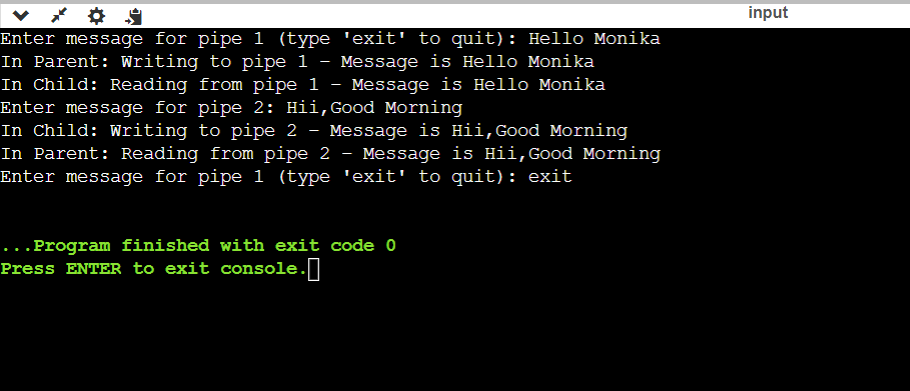 input
Enter message for pipe 1 (type 'exit' to quit): Hello Monika
In Parent: Writing to pipe 1 – Message is Hello Monika
In Child: Reading from pipe 1 – Message is Hello Monika
Enter message for pipe 2: Hii,Good Morning
In Child: Writing to pipe 2 – Message is Hii,Good Morning
In Parent: Reading from pipe 2 – Message is Hii,Good Morning
Enter message for pipe 1 (type 'exit' to quit): exit
...Program finished with exit code 0
Press ENTER to exit console.